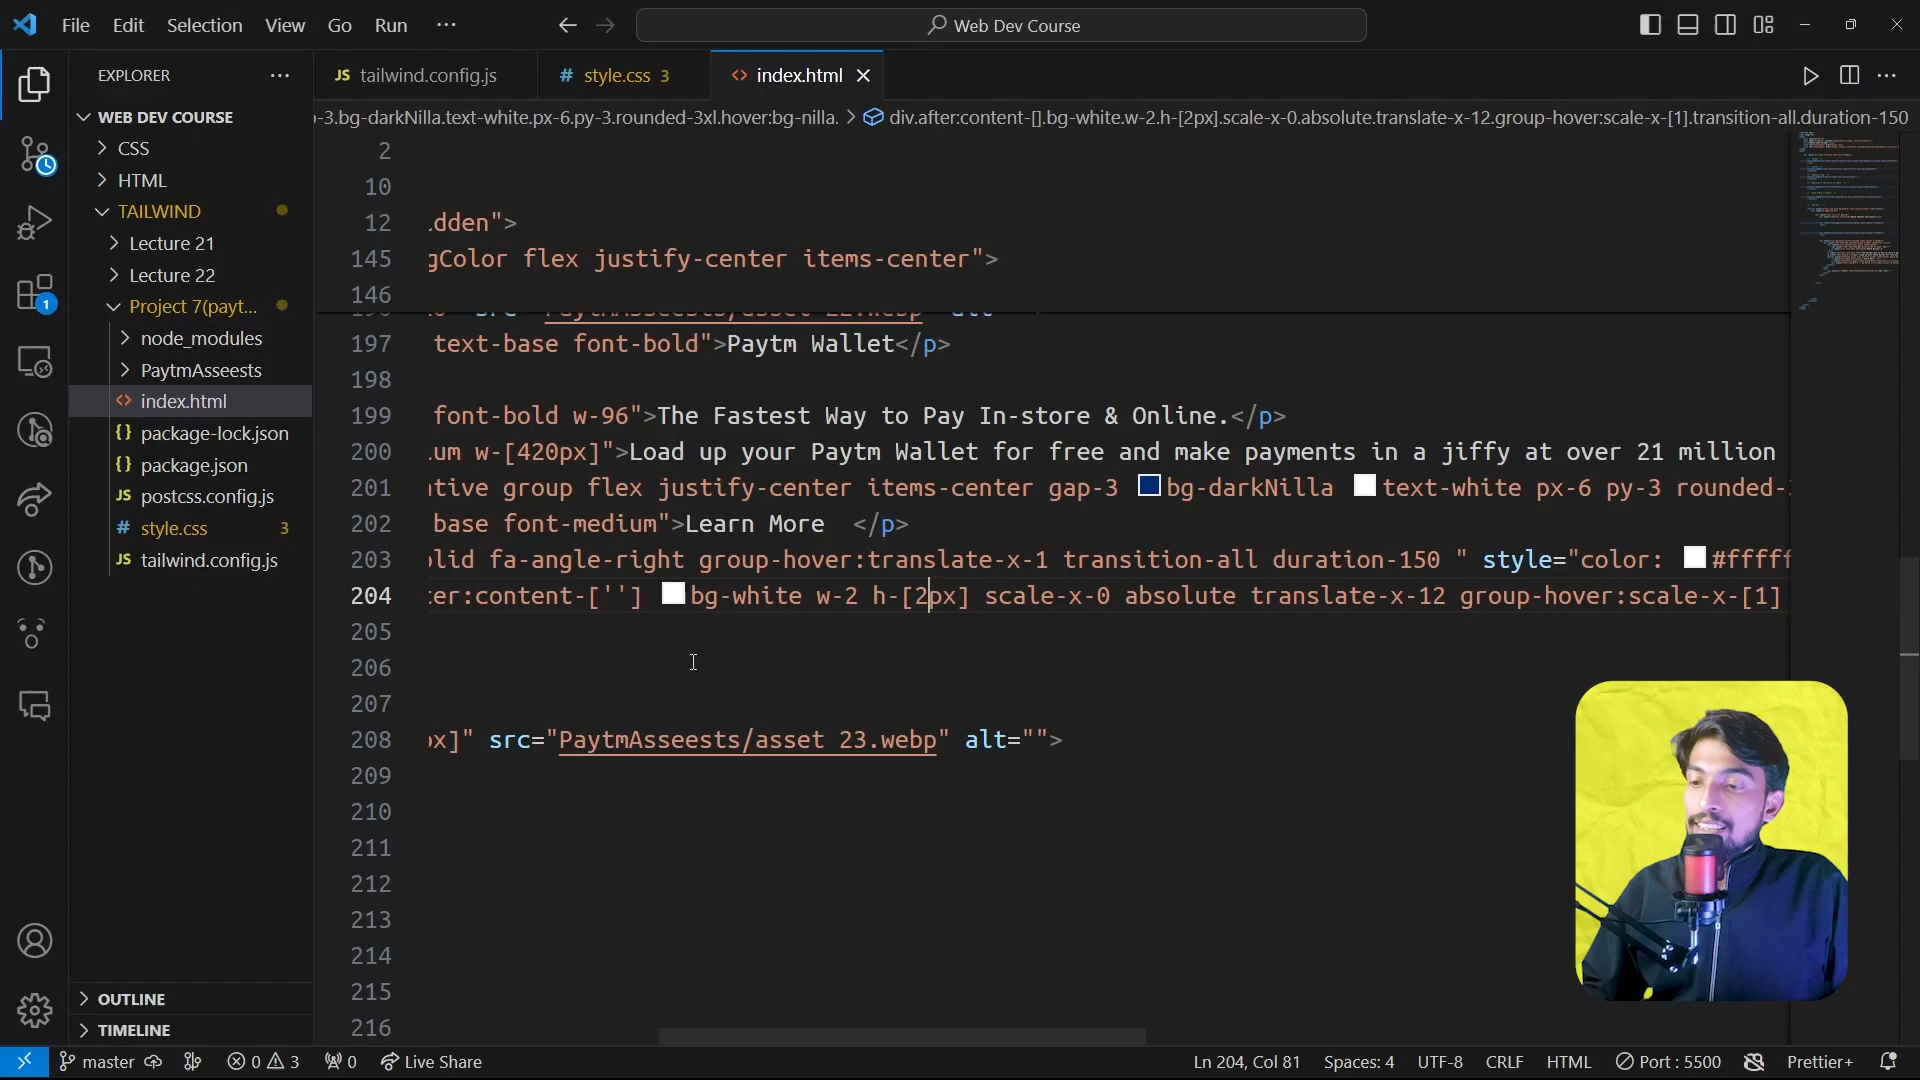 File Edit Selection View Go Run ···
Web Dev Course
EXPLORER ···
JS tailwind.config.js
# style.css 3
<> index.html
-3.bg-darkNilla.text-white.px-6.py-3.rounded-3xl.hover:bg-nilla. > div.after:content-[].bg-white.w-2.h-[2px].scale-x-0.absolute.translate-x-12.group-hover:scale-x-[1].transition-all.duration-150
WEB DEV COURSE
CSS
HTML
TAILWIND
Lecture 21
Lecture 22
Project 7(payt...
node_modules
PaytmAsseests
<> index.html
{} package-lock.json
{} package.json
JS postcss.config.js
# style.css 3
JS tailwind.config.js
OUTLINE
TIMELINE
2
10
12 dden">
145 gColor flex justify-center items-center">
146
197 text-base font-bold">Paytm Wallet</p>
198
199 font-bold w-96">The Fastest Way to Pay In-store & Online.</p>
200 um w-[420px]">Load up your Paytm Wallet for free and make payments in a jiffy at over 21 million
201 tive group flex justify-center items-center gap-3 bg-darkNilla text-white px-6 py-3 rounded-
202 base font-medium">Learn More </p>
203 lid fa-angle-right group-hover:translate-x-1 transition-all duration-150 " style="color: #fffff
204 er:content-[''] bg-white w-2 h-[2px] scale-x-0 absolute translate-x-12 group-hover:scale-x-[1]
205
206
207
208 x]" src="PaytmAsseests/asset 23.webp" alt="">
209
210
211
212
213
214
215
216
1
master 0 3 0 Live Share Ln 204, Col 81 Spaces: 4 UTF-8 CRLF HTML Port : 5500 Prettier+